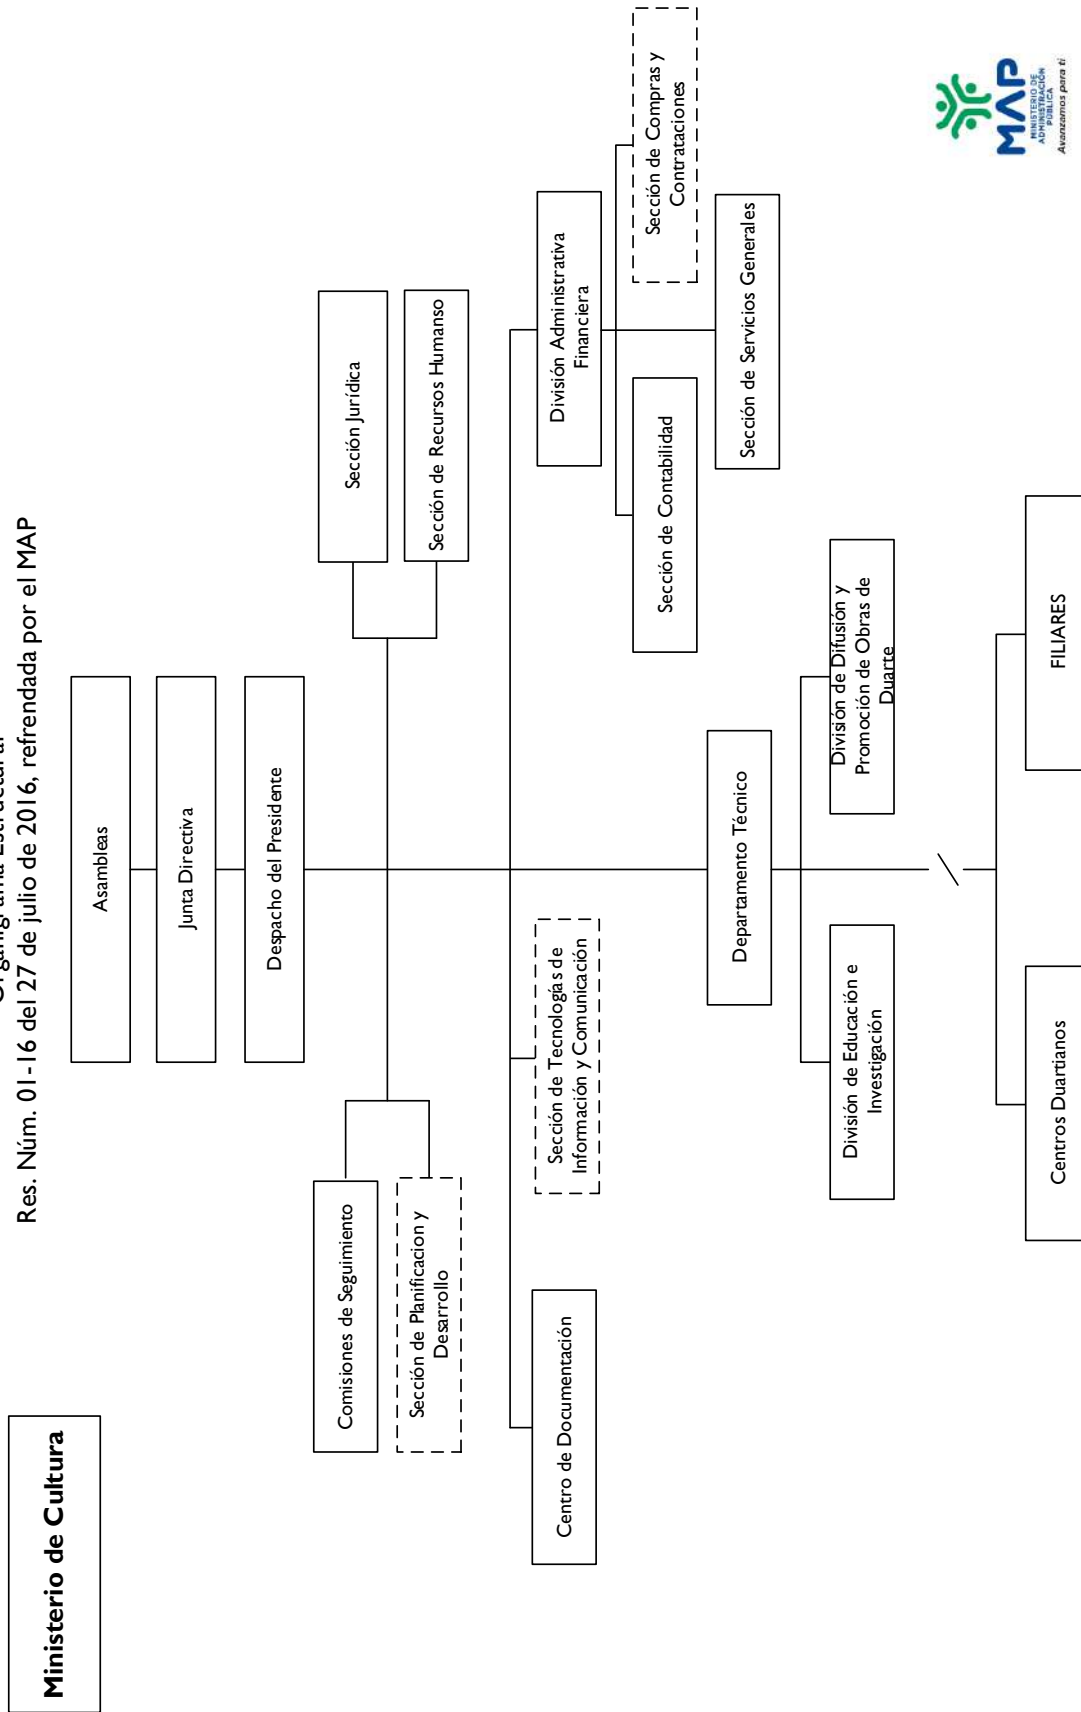 Ministerio de Cultura
Organigrama Estructural
Res. Núm. 01-16 del 27 de julio de 2016, refrendada por el MAP
Asambleas
Junta Directiva
Despacho del Presidente
Comisiones de Seguimiento
Sección de Planificacion y
Desarrollo
Sección Jurídica
Sección de Recursos Humanso
Centro de Documentación
Sección de Tecnologías de
Información y Comunicación
División Administrativa
Financiera
Sección de Contabilidad
Sección de Compras y
Contrataciones
Sección de Servicios Generales
Departamento Técnico
División de Educación e
Investigación
División de Difusión y
Promoción de Obras de
Duarte
Centros Duartianos
FILIARES
MAP
MINISTERIO DE
ADMINISTRACIÓN
PÚBLICA
Avanzamos para ti